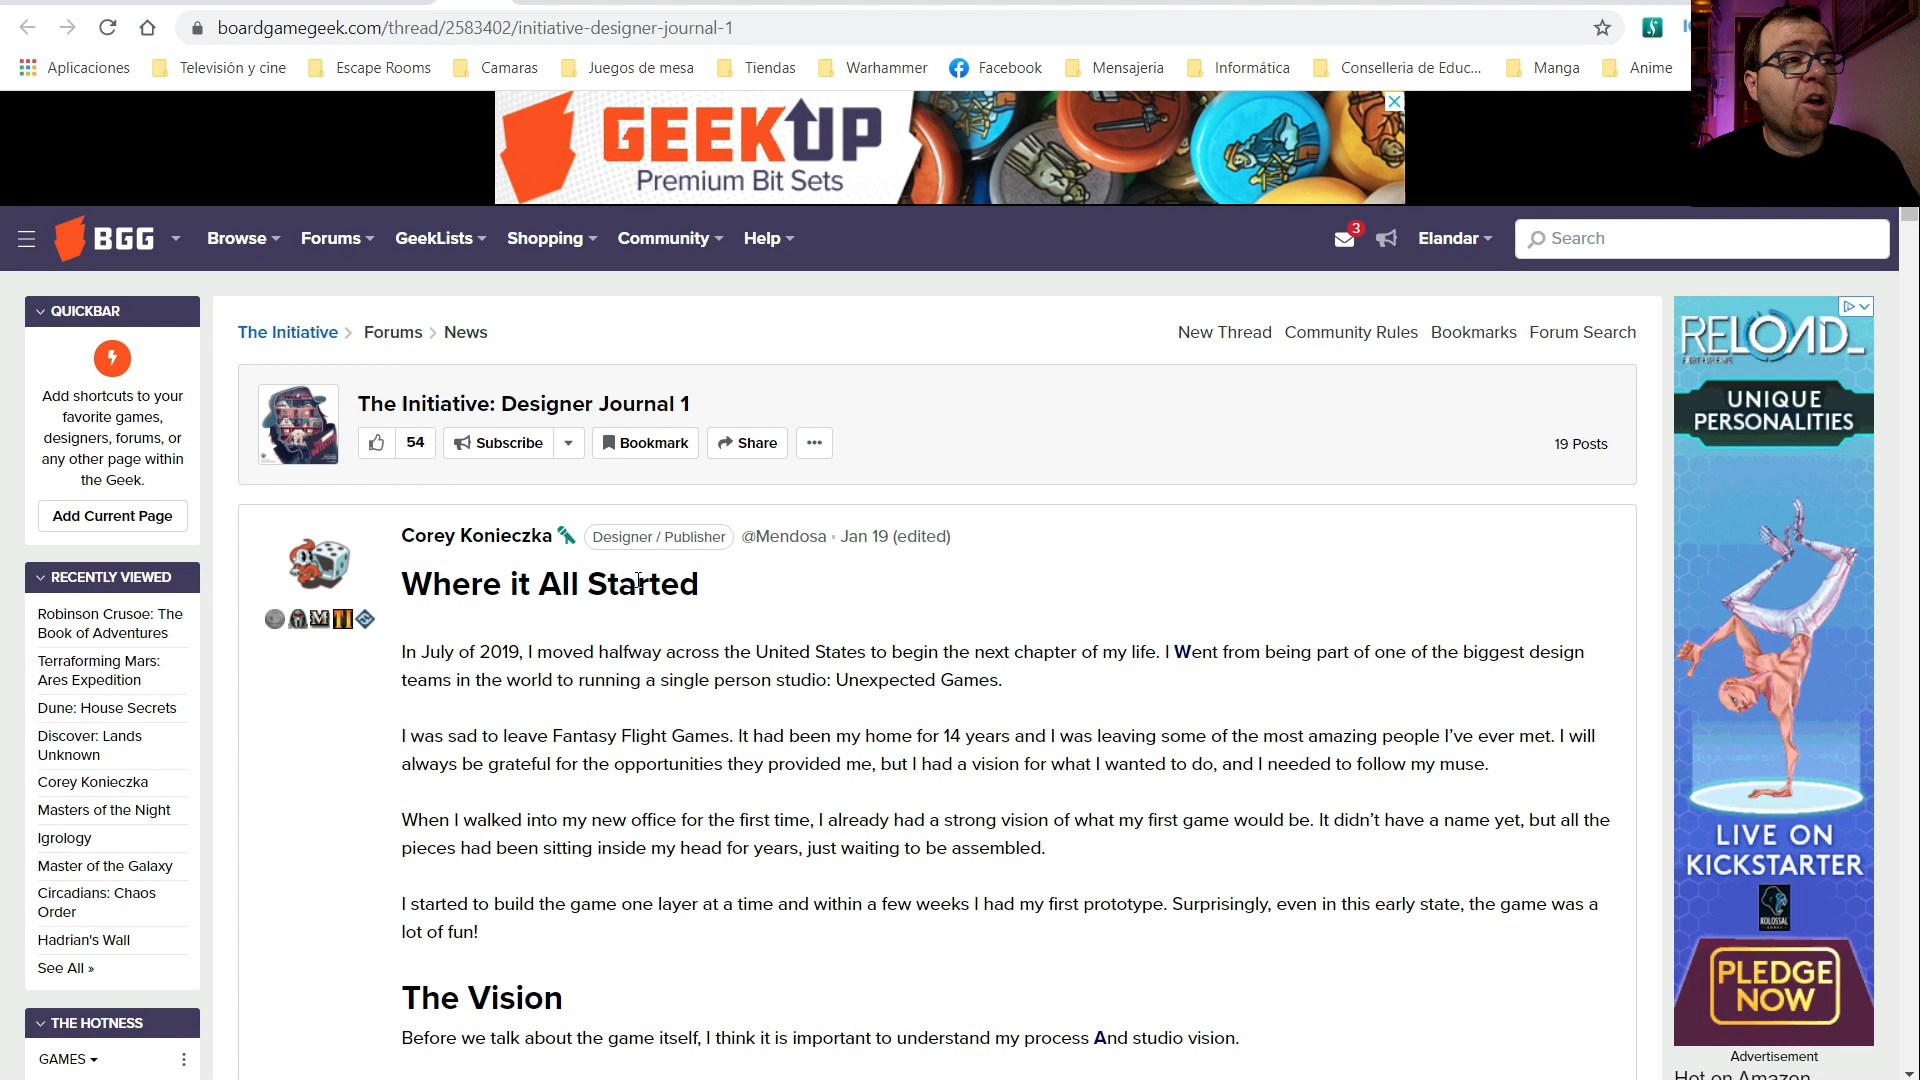 boardgamegeek.com/thread/2583402/initiative-designer-journal-1
Aplicaciones Televisión y cine Escape Rooms Camaras Juegos de mesa Tiendas Warhammer Facebook Mensajeria Informática Conselleria de Educ... Manga Anime
GEEKUP
Premium Bit Sets
BGG Browse Forums GeekLists Shopping Community Help 3 Elandar Search
QUICKBAR
Add shortcuts to your
favorite games,
designers, forums, or
any other page within
the Geek.
Add Current Page
RECENTLY VIEWED
Robinson Crusoe: The
Book of Adventures
Terraforming Mars:
Ares Expedition
Dune: House Secrets
Discover: Lands
Unknown
Corey Konieczka
Masters of the Night
Igrology
Master of the Galaxy
Circadians: Chaos
Order
Hadrian's Wall
See All »
THE HOTNESS
GAMES
The Initiative Forums News
New Thread Community Rules Bookmarks Forum Search
The Initiative: Designer Journal 1
54 Subscribe Bookmark Share
19 Posts
Corey Konieczka Designer / Publisher @Mendosa · Jan 19 (edited)
Where it All Started
In July of 2019, I moved halfway across the United States to begin the next chapter of my life. I Went from being part of one of the biggest design
teams in the world to running a single person studio: Unexpected Games.
I was sad to leave Fantasy Flight Games. It had been my home for 14 years and I was leaving some of the most amazing people I've ever met. I will
always be grateful for the opportunities they provided me, but I had a vision for what I wanted to do, and I needed to follow my muse.
When I walked into my new office for the first time, I already had a strong vision of what my first game would be. It didn't have a name yet, but all the
pieces had been sitting inside my head for years, just waiting to be assembled.
I started to build the game one layer at a time and within a few weeks I had my first prototype. Surprisingly, even in this early state, the game was a
lot of fun!
The Vision
Before we talk about the game itself, I think it is important to understand my process And studio vision.
RELOAD_
UNIQUE
PERSONALITIES
LIVE ON
KICKSTARTER
KOLOSSAL
PLEDGE
NOW
Advertisement
Hot on Amazon